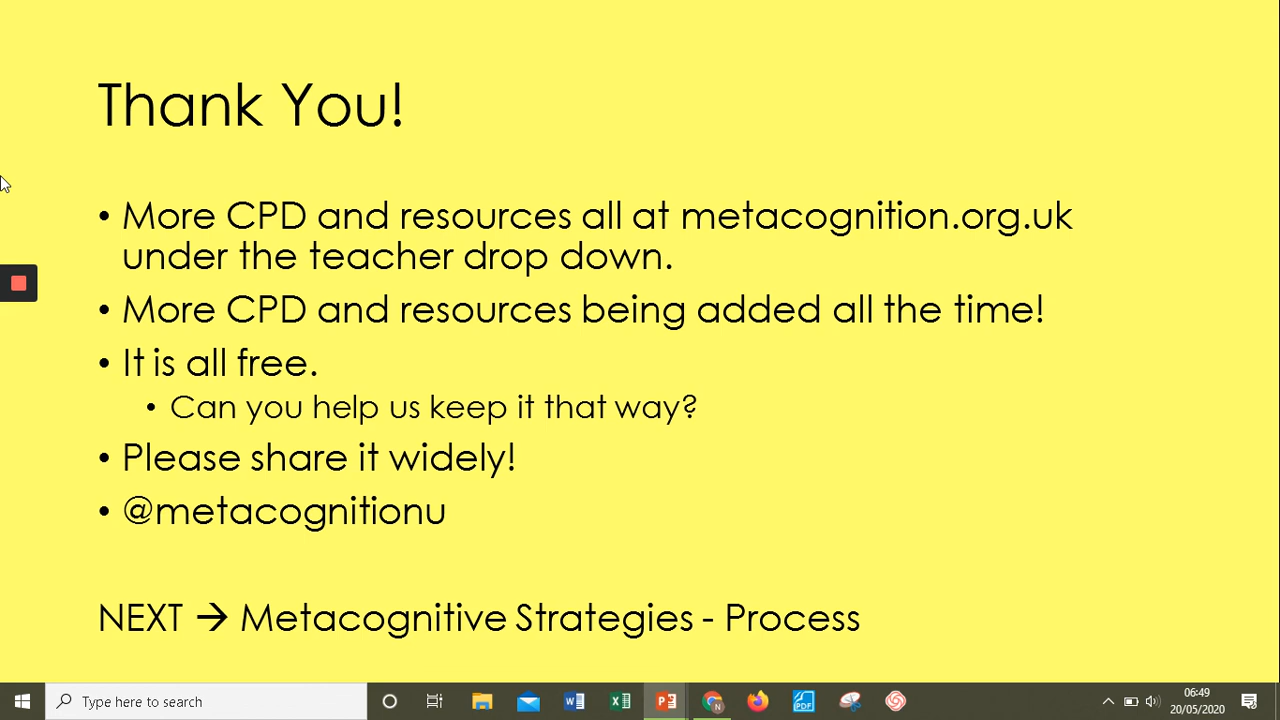 Thank You!
• More CPD and resources all at metacognition.org.uk
under the teacher drop down.
• More CPD and resources being added all the time!
• It is all free.
• Can you help us keep it that way?
• Please share it widely!
• @metacognitionu
NEXT → Metacognitive Strategies - Process
Type here to search
06:49
20/05/2020